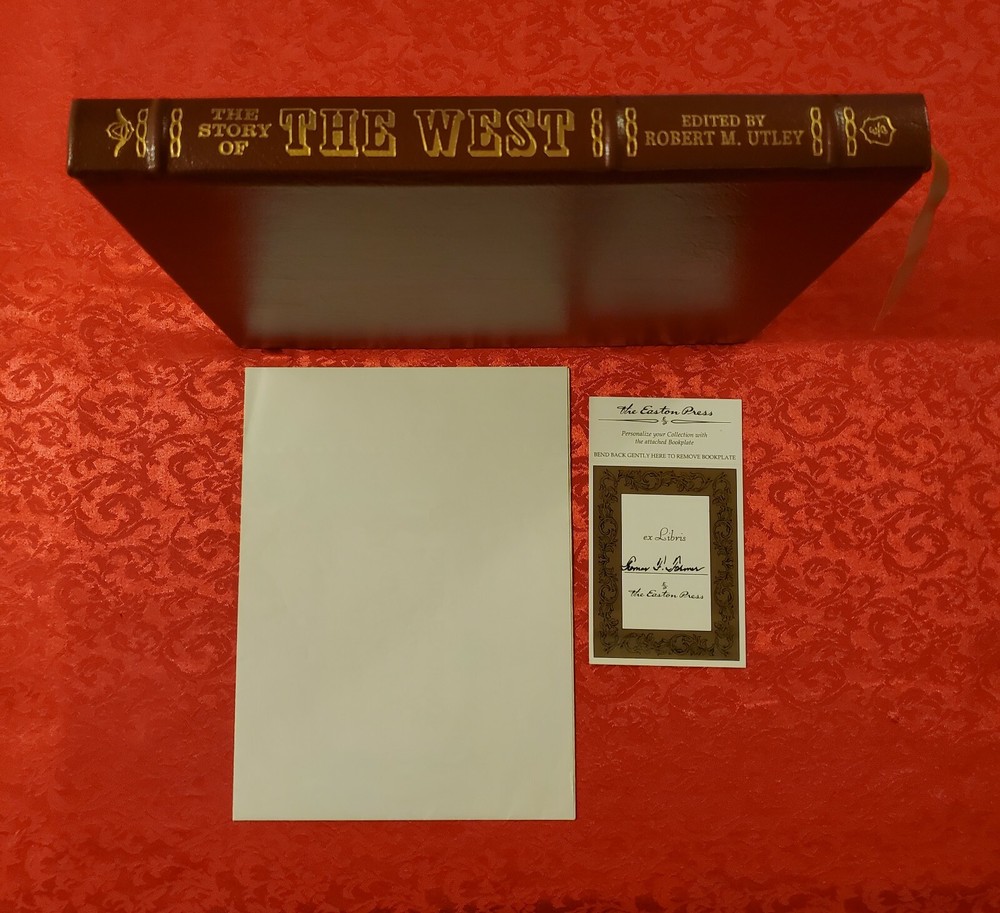 THE
STORY
OF
THE WEST
EDITED BY
ROBERT M. UTLEY
The Easton Press
Personalize your Collection with
the attached Bookplate
BEND BACK GENTLY HERE TO REMOVE BOOKPLATE
ex Libris
The Easton Press